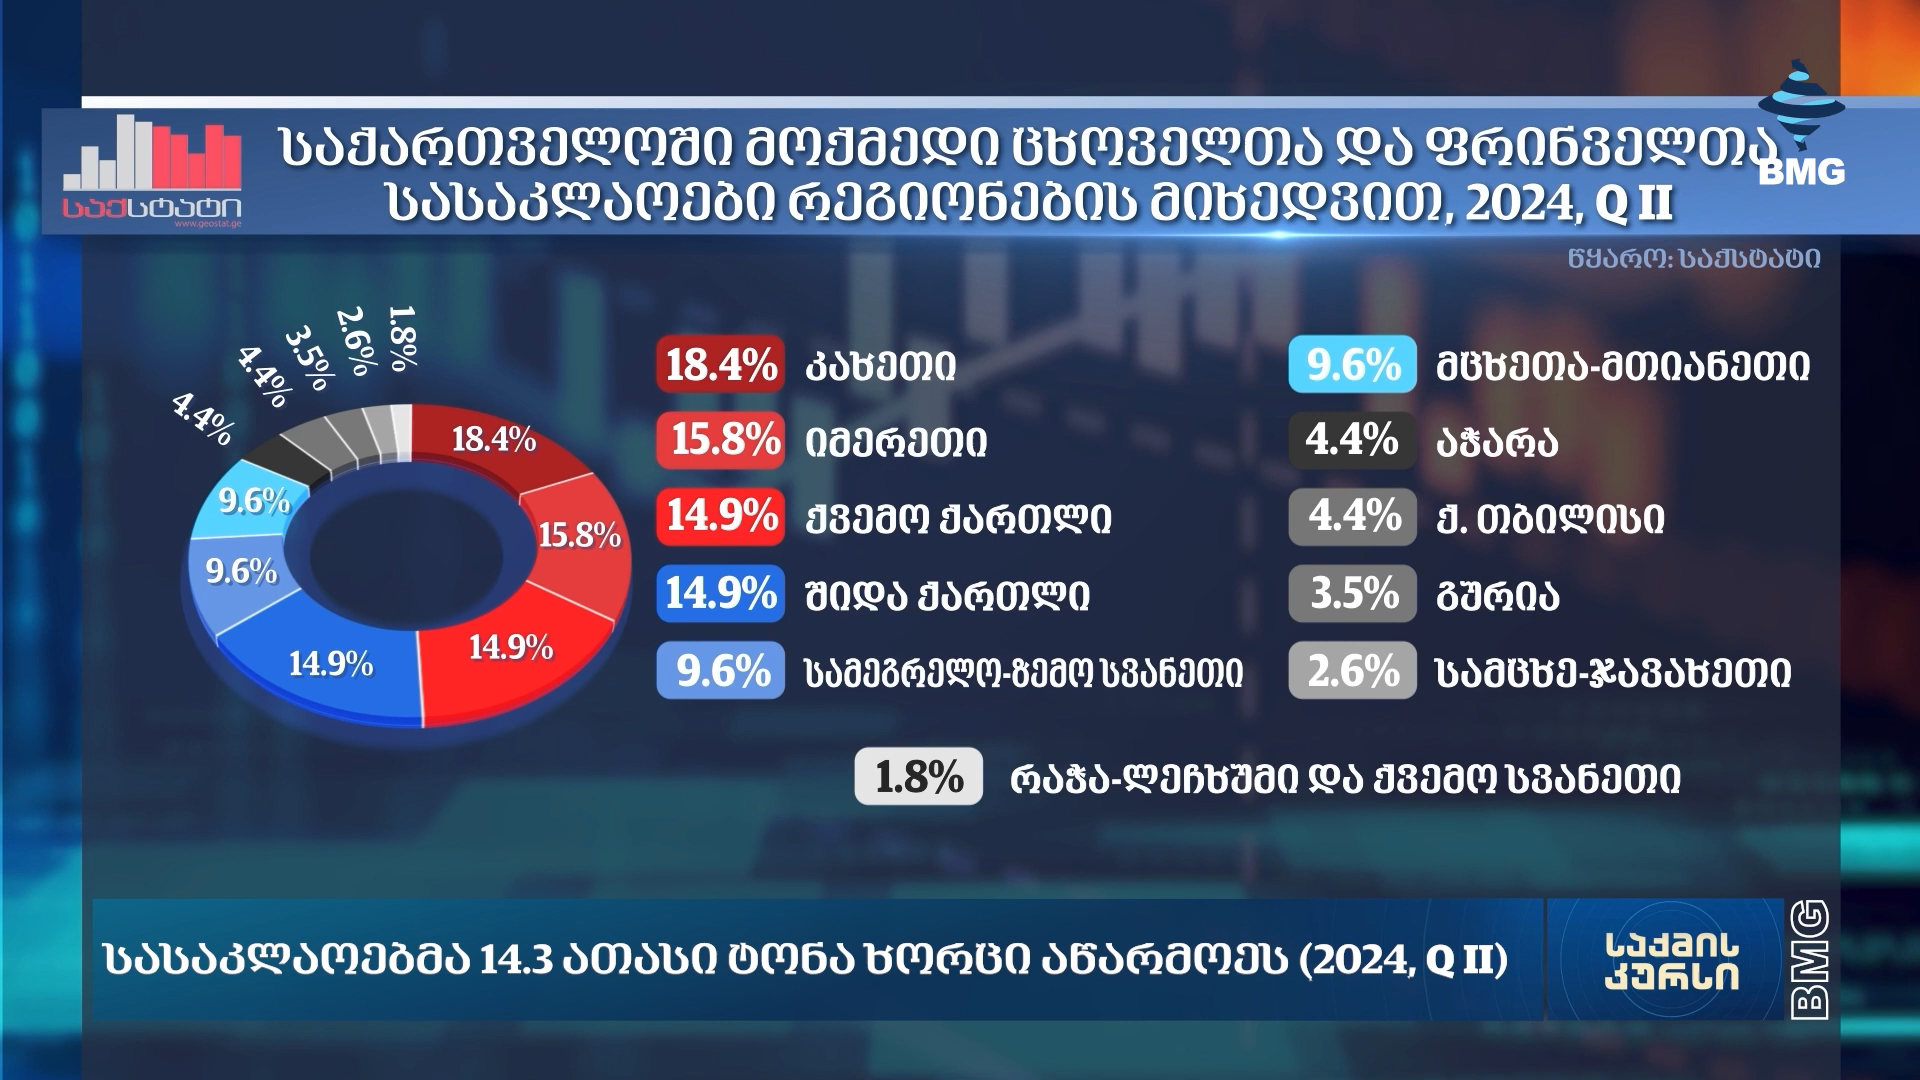 საქართველოში მოქმედი ცხოველთა და ფრინველთა
სასაკლაოები რეგიონების მიხედვით, 2024, Q II
საქსტატი
www.geostat.ge
BMG
წყარო: საქსტატი
1.8%
2.6%
3.5%
4.4%
4.4%
18.4%
15.8%
14.9%
14.9%
9.6%
9.6%
18.4% კახეთი
15.8% იმერეთი
14.9% ქვემო ქართლი
14.9% შიდა ქართლი
9.6% სამეგრელო-ზემო სვანეთი
9.6% მცხეთა-მთიანეთი
4.4% აჭარა
4.4% ქ. თბილისი
3.5% გურია
2.6% სამცხე-ჯავახეთი
1.8% რაჭა-ლეჩხუმი და ქვემო სვანეთი
სასაკლაოებმა 14.3 ათასი ტონა ხორცი აწარმოეს (2024, Q II)
საქმის
კურსი
BMG